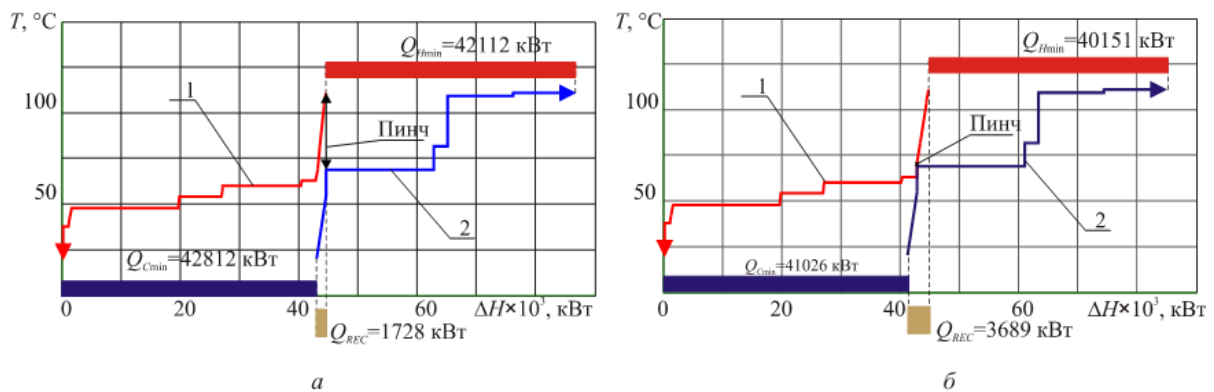 T, °C
Q_Hmin=42112 кВт
100
1
Пинч
50
2
Q_Cmin=42812 кВт
0 20 40 60 ΔH×10³, кВт
Q_REC=1728 кВт
а
T, °C
Q_Hmin=40151 кВт
100
1
Пинч
50
2
Q_Cmin=41026 кВт
0 20 40 60 ΔH×10³, кВт
Q_REC=3689 кВт
б